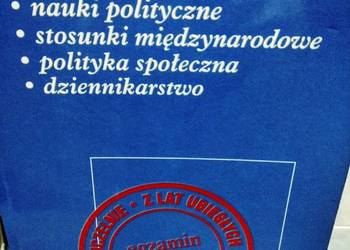 • nauki polityczne
• stosunki międzynarodowe
• polityka społeczna
• dziennikarstwo
Z LAT UBIEGŁYCH
egzamin